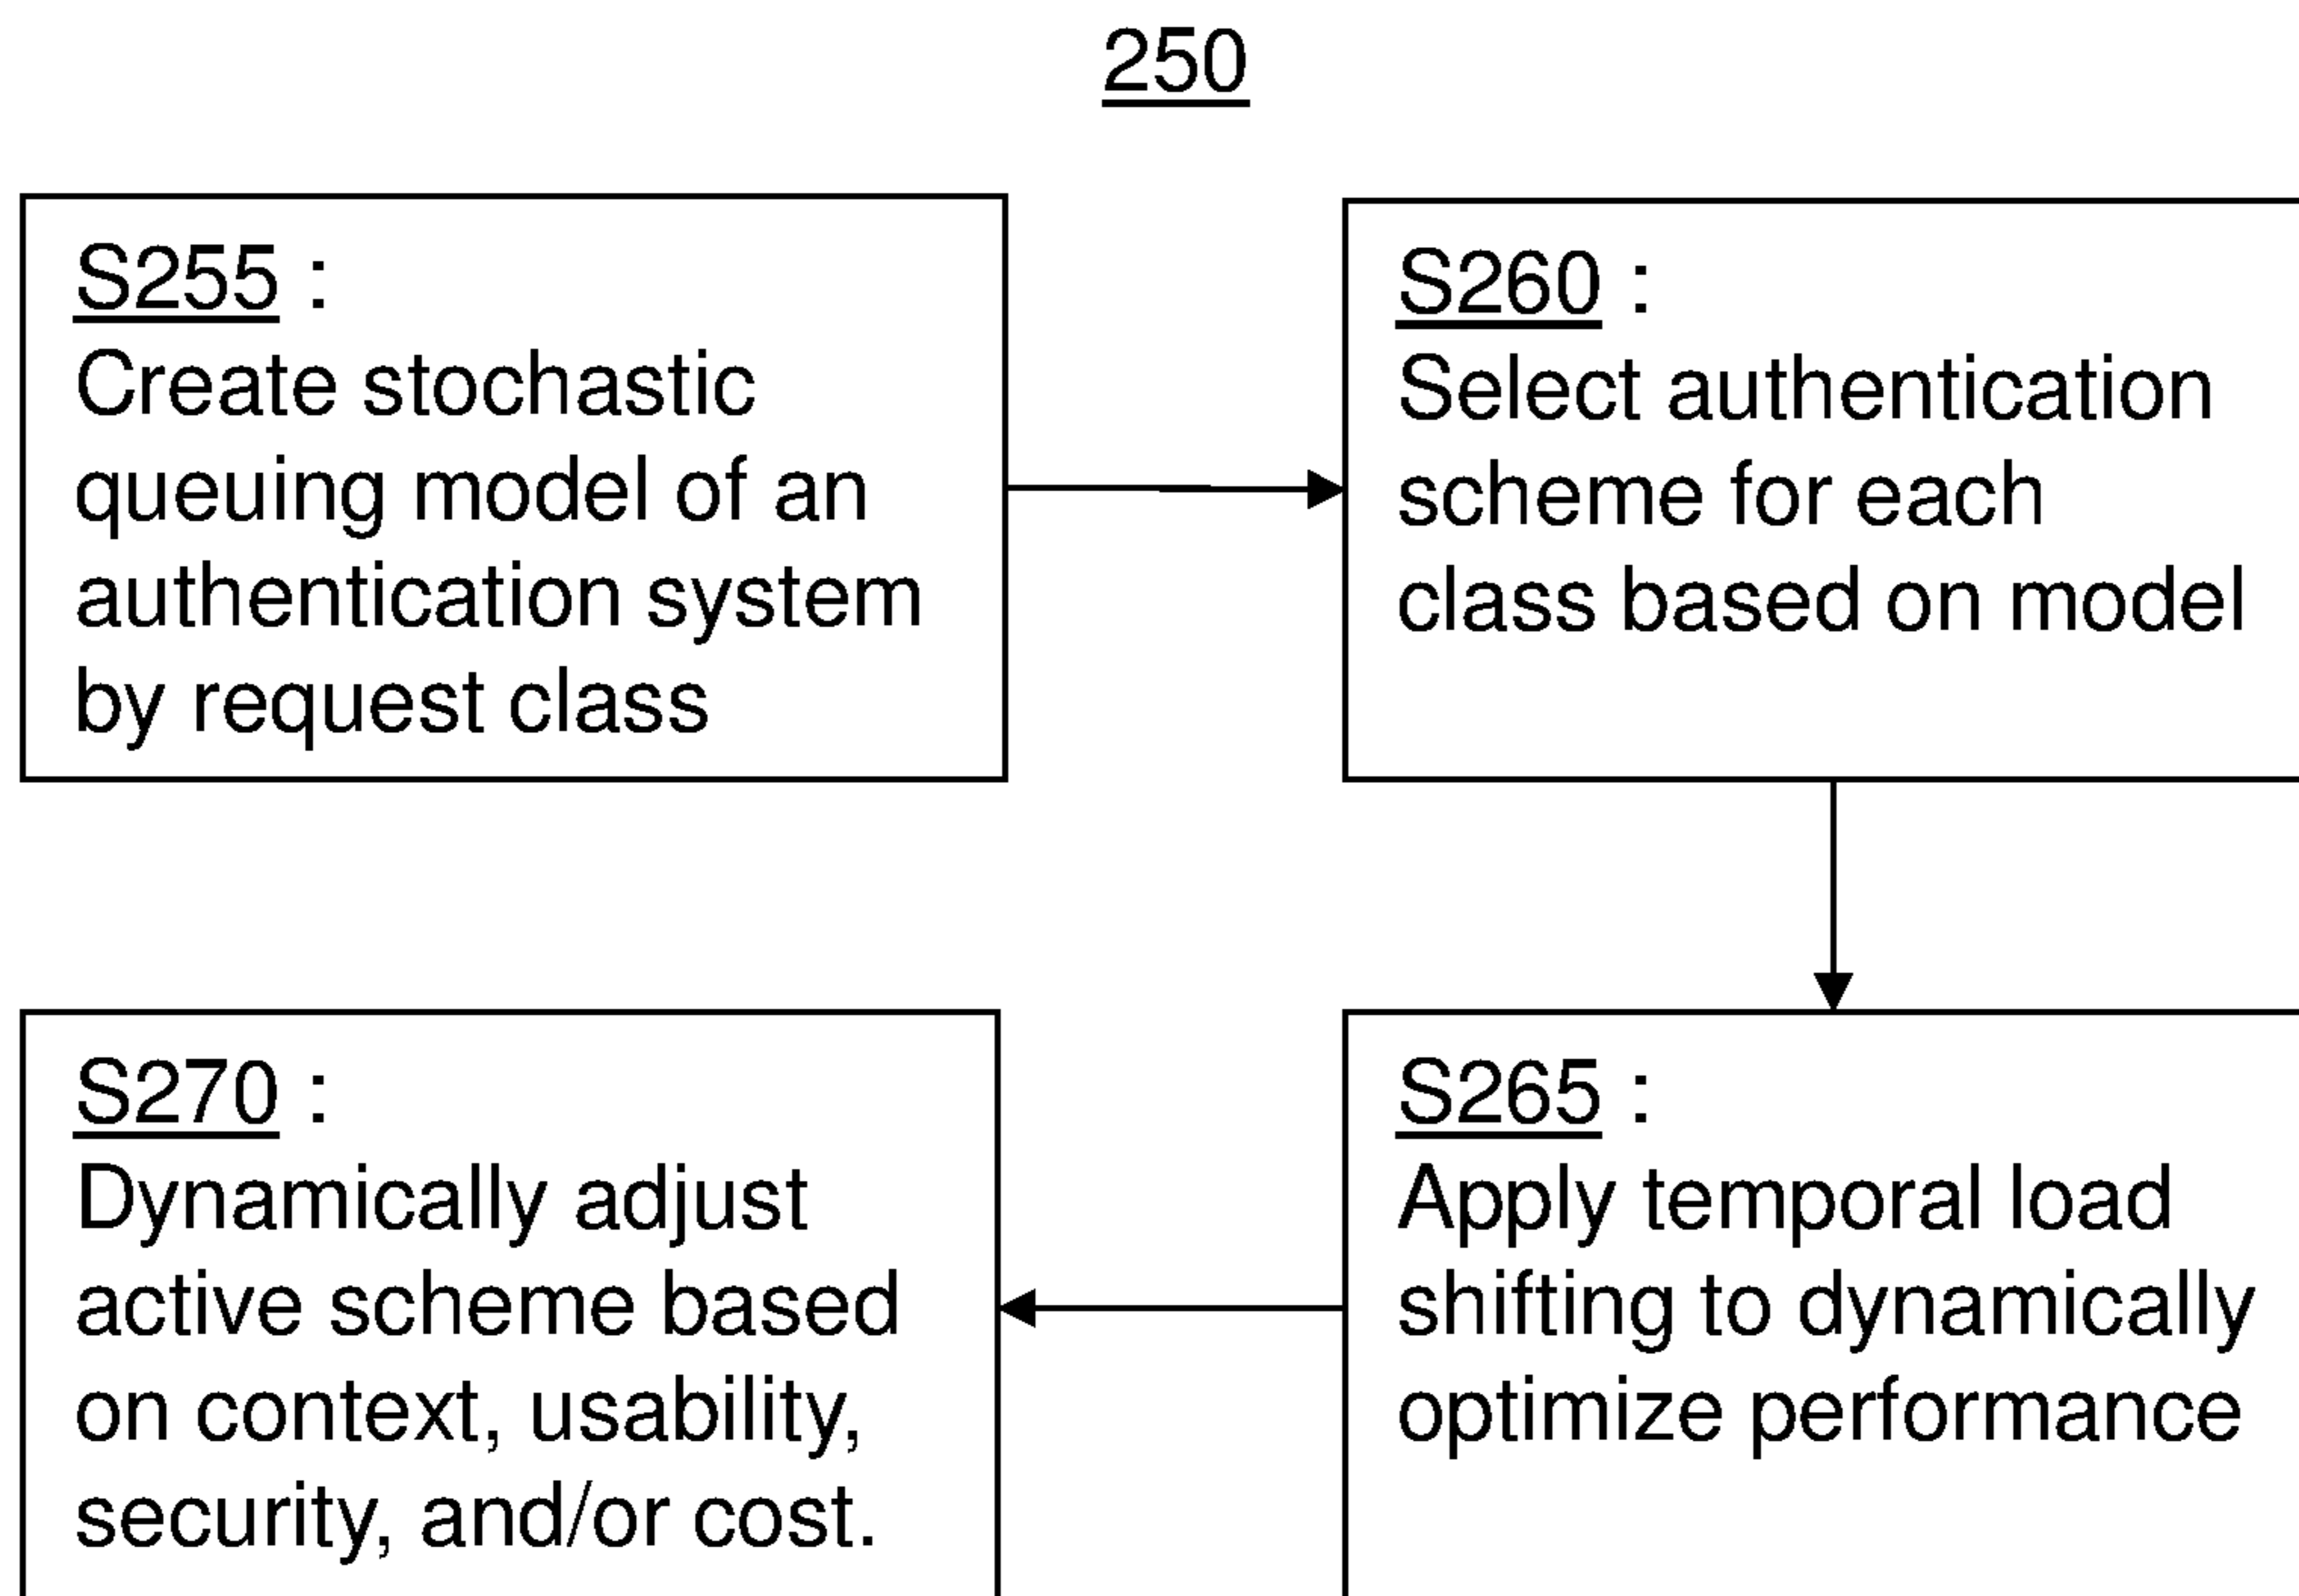 250
S255 :
Create stochastic
queuing model of an
authentication system
by request class
S260 :
Select authentication
scheme for each
class based on model
S270 :
Dynamically adjust
active scheme based
on context, usability,
security, and/or cost.
S265 :
Apply temporal load
shifting to dynamically
optimize performance